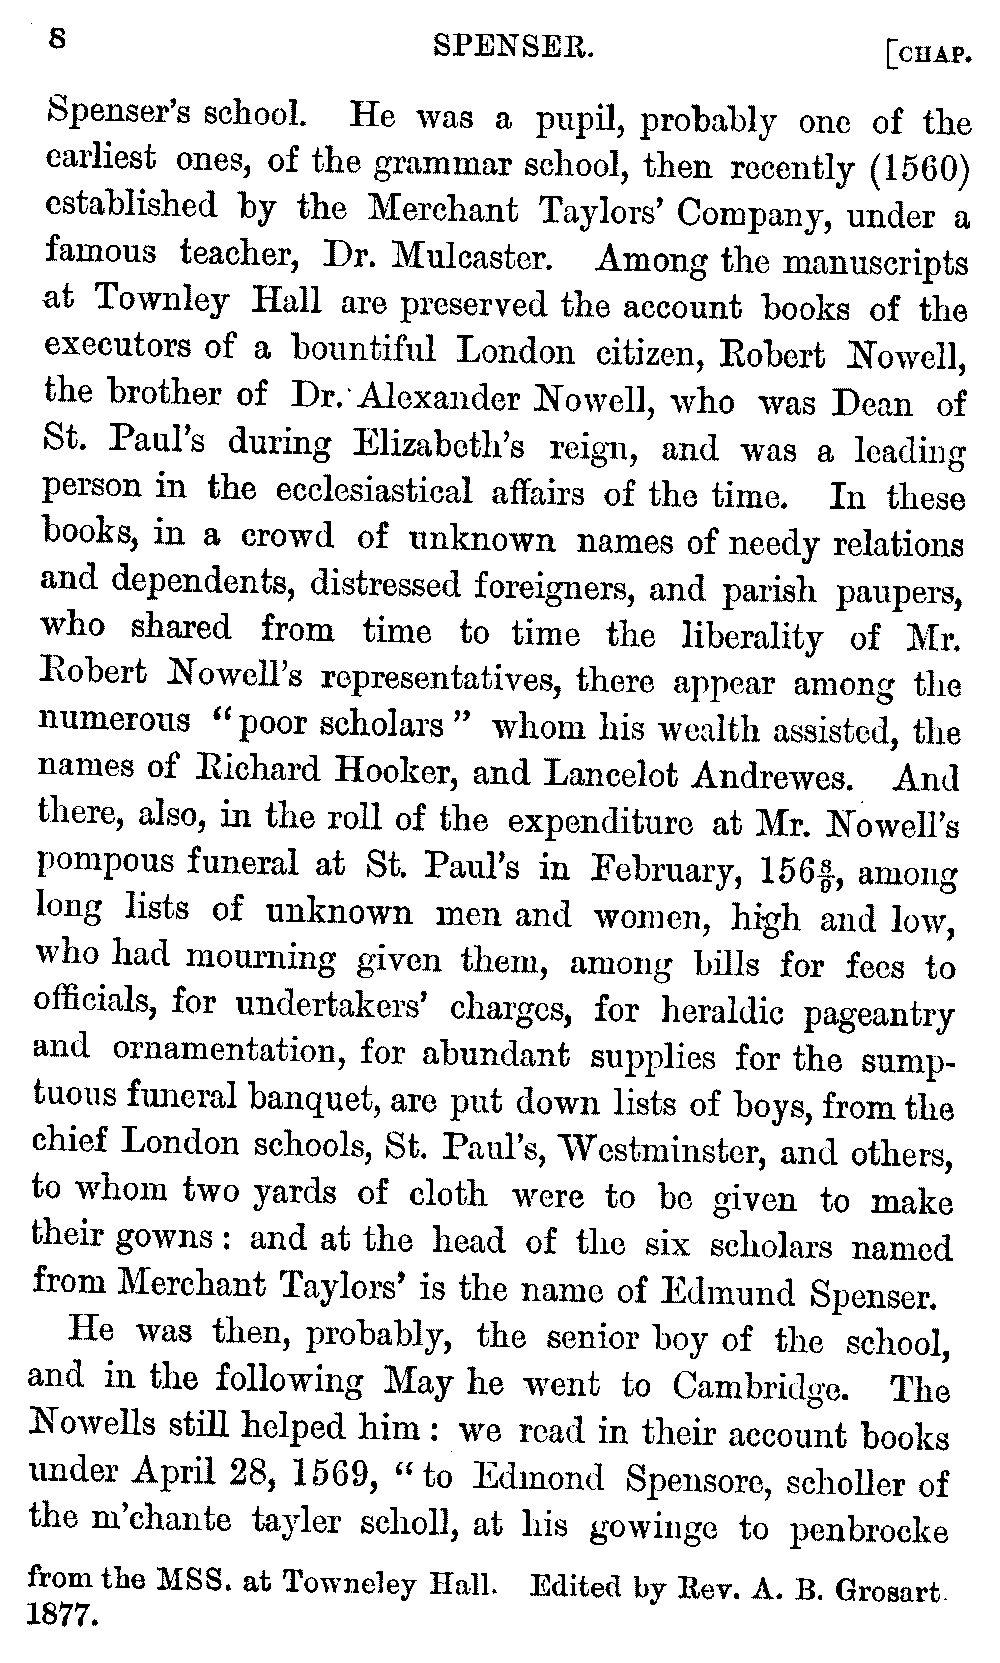 8 SPENSER. [CHAP.
Spenser's school. He was a pupil, probably one of the
earliest ones, of the grammar school, then recently (1560)
established by the Merchant Taylors' Company, under a
famous teacher, Dr. Mulcaster. Among the manuscripts
at Townley Hall are preserved the account books of the
executors of a bountiful London citizen, Robert Nowell,
the brother of Dr. Alexander Nowell, who was Dean of
St. Paul's during Elizabeth's reign, and was a leading
person in the ecclesiastical affairs of the time. In these
books, in a crowd of unknown names of needy relations
and dependents, distressed foreigners, and parish paupers,
who shared from time to time the liberality of Mr.
Robert Nowell's representatives, there appear among the
numerous "poor scholars" whom his wealth assisted, the
names of Richard Hooker, and Lancelot Andrewes. And
there, also, in the roll of the expenditure at Mr. Nowell's
pompous funeral at St. Paul's in February, 156⁸⁄₉, among
long lists of unknown men and women, high and low,
who had mourning given them, among bills for fees to
officials, for undertakers' charges, for heraldic pageantry
and ornamentation, for abundant supplies for the sump-
tuous funeral banquet, are put down lists of boys, from the
chief London schools, St. Paul's, Westminster, and others,
to whom two yards of cloth were to be given to make
their gowns : and at the head of the six scholars named
from Merchant Taylors' is the name of Edmund Spenser.
He was then, probably, the senior boy of the school,
and in the following May he went to Cambridge. The
Nowells still helped him : we read in their account books
under April 28, 1569, "to Edmond Spensore, scholler of
the m'chante tayler scholl, at his gowinge to penbrocke
from the MSS. at Towneley Hall. Edited by Rev. A. B. Grosart.
1877.